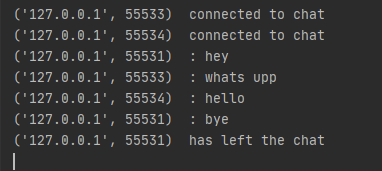 ('127.0.0.1', 55533)  connected to chat
('127.0.0.1', 55534)  connected to chat
('127.0.0.1', 55531)  : hey
('127.0.0.1', 55533)  : whats upp
('127.0.0.1', 55534)  : hello
('127.0.0.1', 55531)  : bye
('127.0.0.1', 55531)  has left the chat